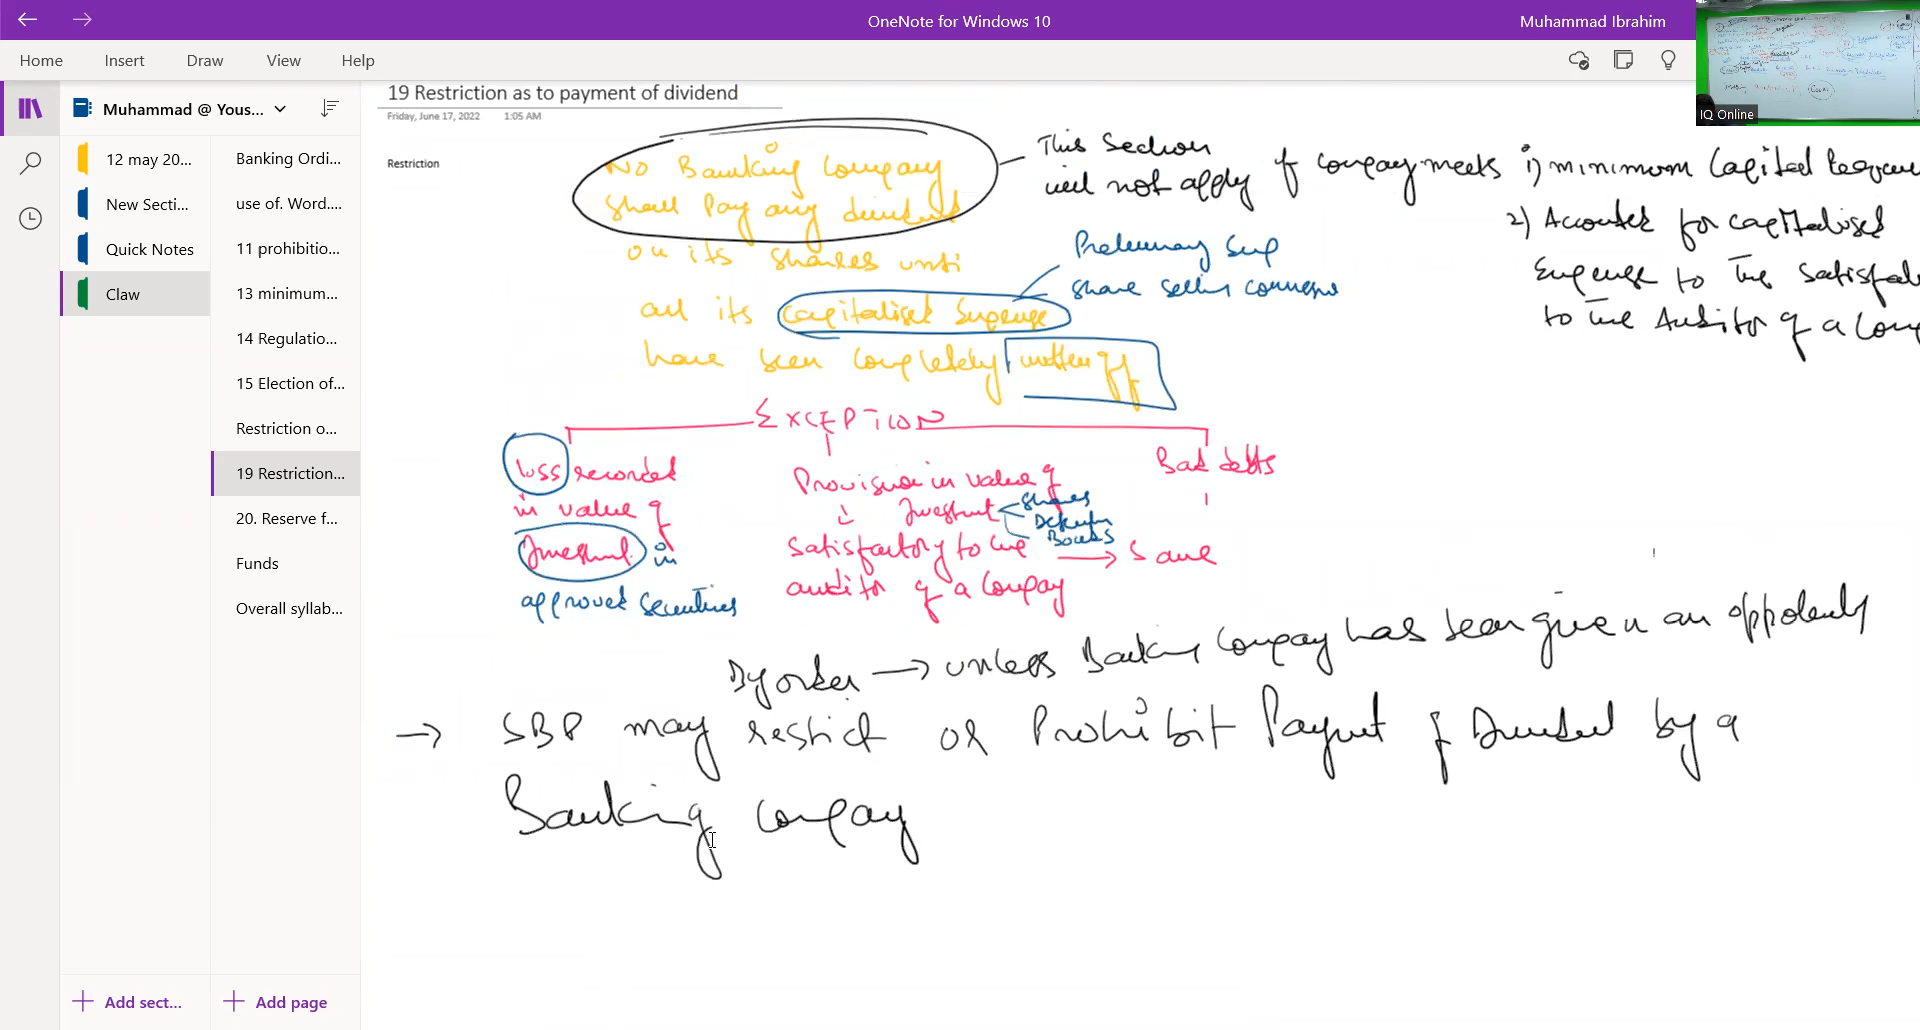 OneNote for Windows 10
Muhammad Ibrahim
Home Insert Draw View Help
IQ Online
Muhammad @ Yous...
12 may 20...
New Secti...
Quick Notes
Claw
Banking Ordi...
use of. Word....
11 prohibitio...
13 minimum...
14 Regulatio...
15 Election of...
Restriction o...
19 Restriction...
20. Reserve f...
Funds
Overall syllab...
Add sect...
Add page
19 Restriction as to payment of dividend
Friday, June 17, 2022 1:05 AM
Restriction
No Banking Company
shall Pay any dividend
on its shares until
all its capitalised Expense
have been completely written off
This Section
will not apply if company meets 1) minimum Capital
2) Accounted for capitalised
Expense to the satisfa
to the Auditor of a Com
Preliminary Exp
share selling
EXCEPTION
loss recorded
in value of
Investment in
approved Securities
Provision in value of
Investment shares
Bonds
satisfactory to the
auditor of a Company
Bad debts
Same
By order → unless Banking Company has been given an
→ SBP may restrict or Prohibit Payment of Dividend by a
Banking company